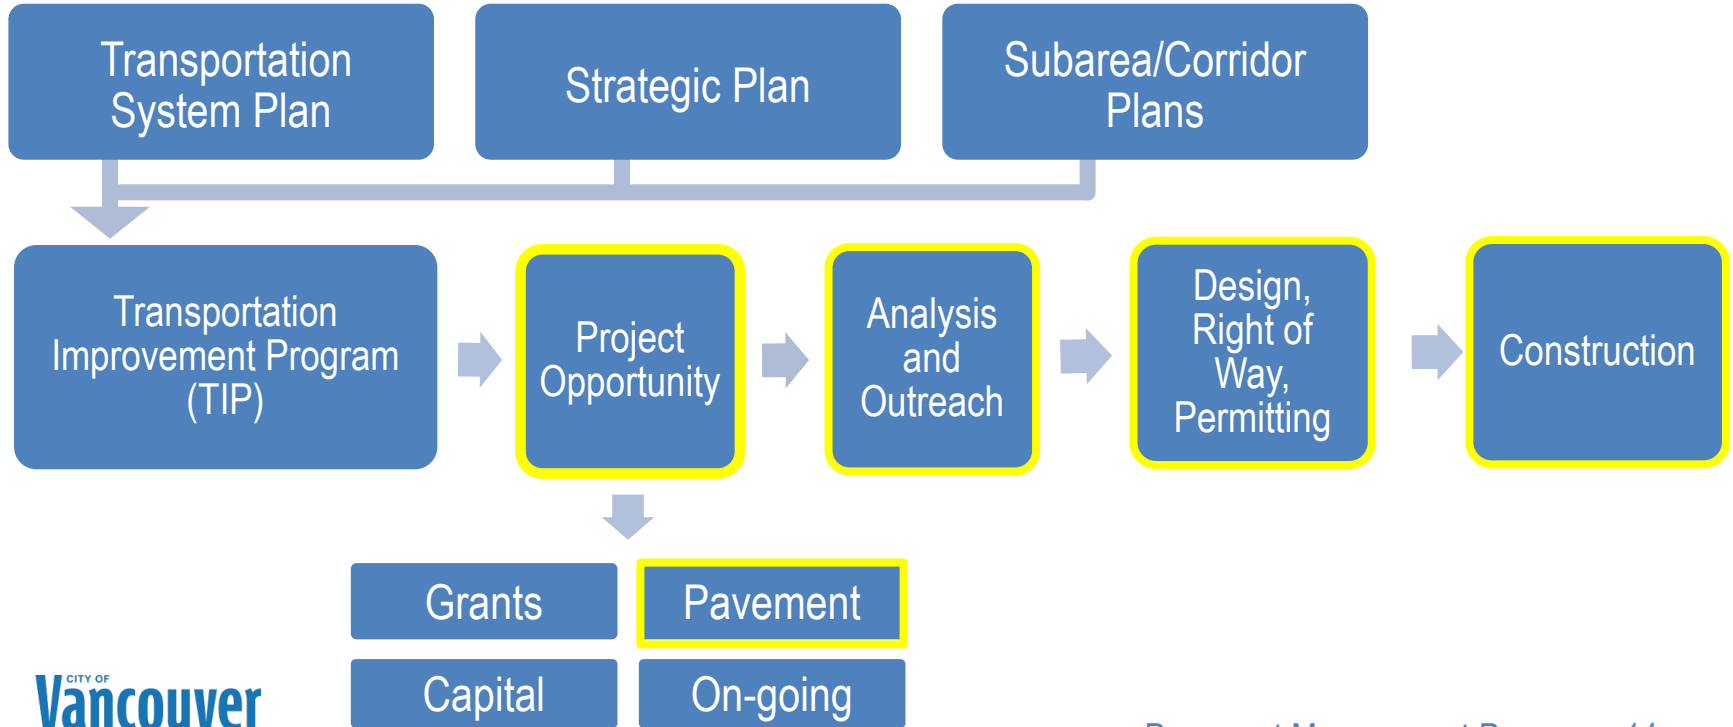 Transportation
System Plan
Strategic Plan
Subarea/Corridor
Plans
Transportation
Improvement Program
(TIP)
Project
Opportunity
Analysis
and
Outreach
Design,
Right of
Way,
Permitting
Construction
Grants
Pavement
Capital
On-going
CITY OF
Vancouver